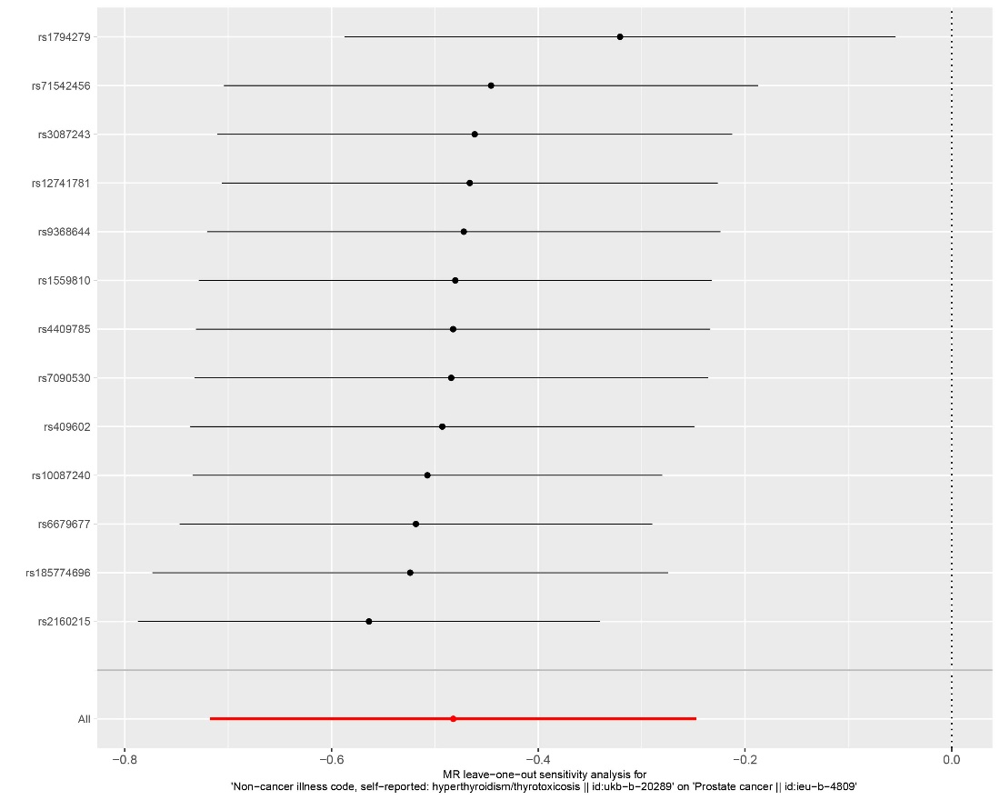 rs1794279
rs71542456
rs3087243
rs12741781
rs9368644
rs1559810
rs4409785
rs7090530
rs409602
rs10087240
rs6679677
rs185774696
rs2160215
All
−0.8 −0.6 −0.4 −0.2 0.0
MR leave−one−out sensitivity analysis for
'Non−cancer illness code, self−reported: hyperthyroidism/thyrotoxicosis || id:ukb−b−20289' on 'Prostate cancer || id:ieu−b−4809'